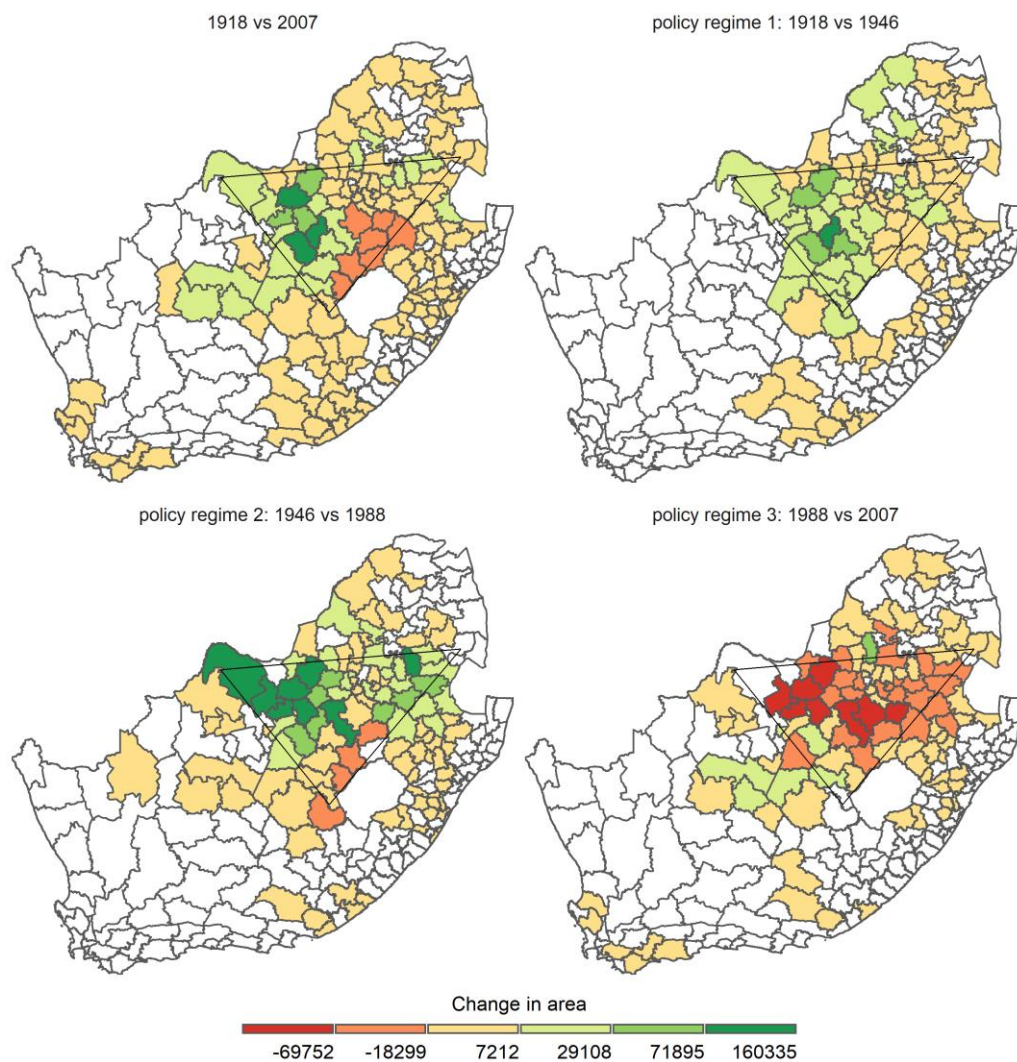 1918 vs 2007
policy regime 1: 1918 vs 1946
policy regime 2: 1946 vs 1988
policy regime 3: 1988 vs 2007
Change in area
-69752 -18299 7212 29108 71895 160335